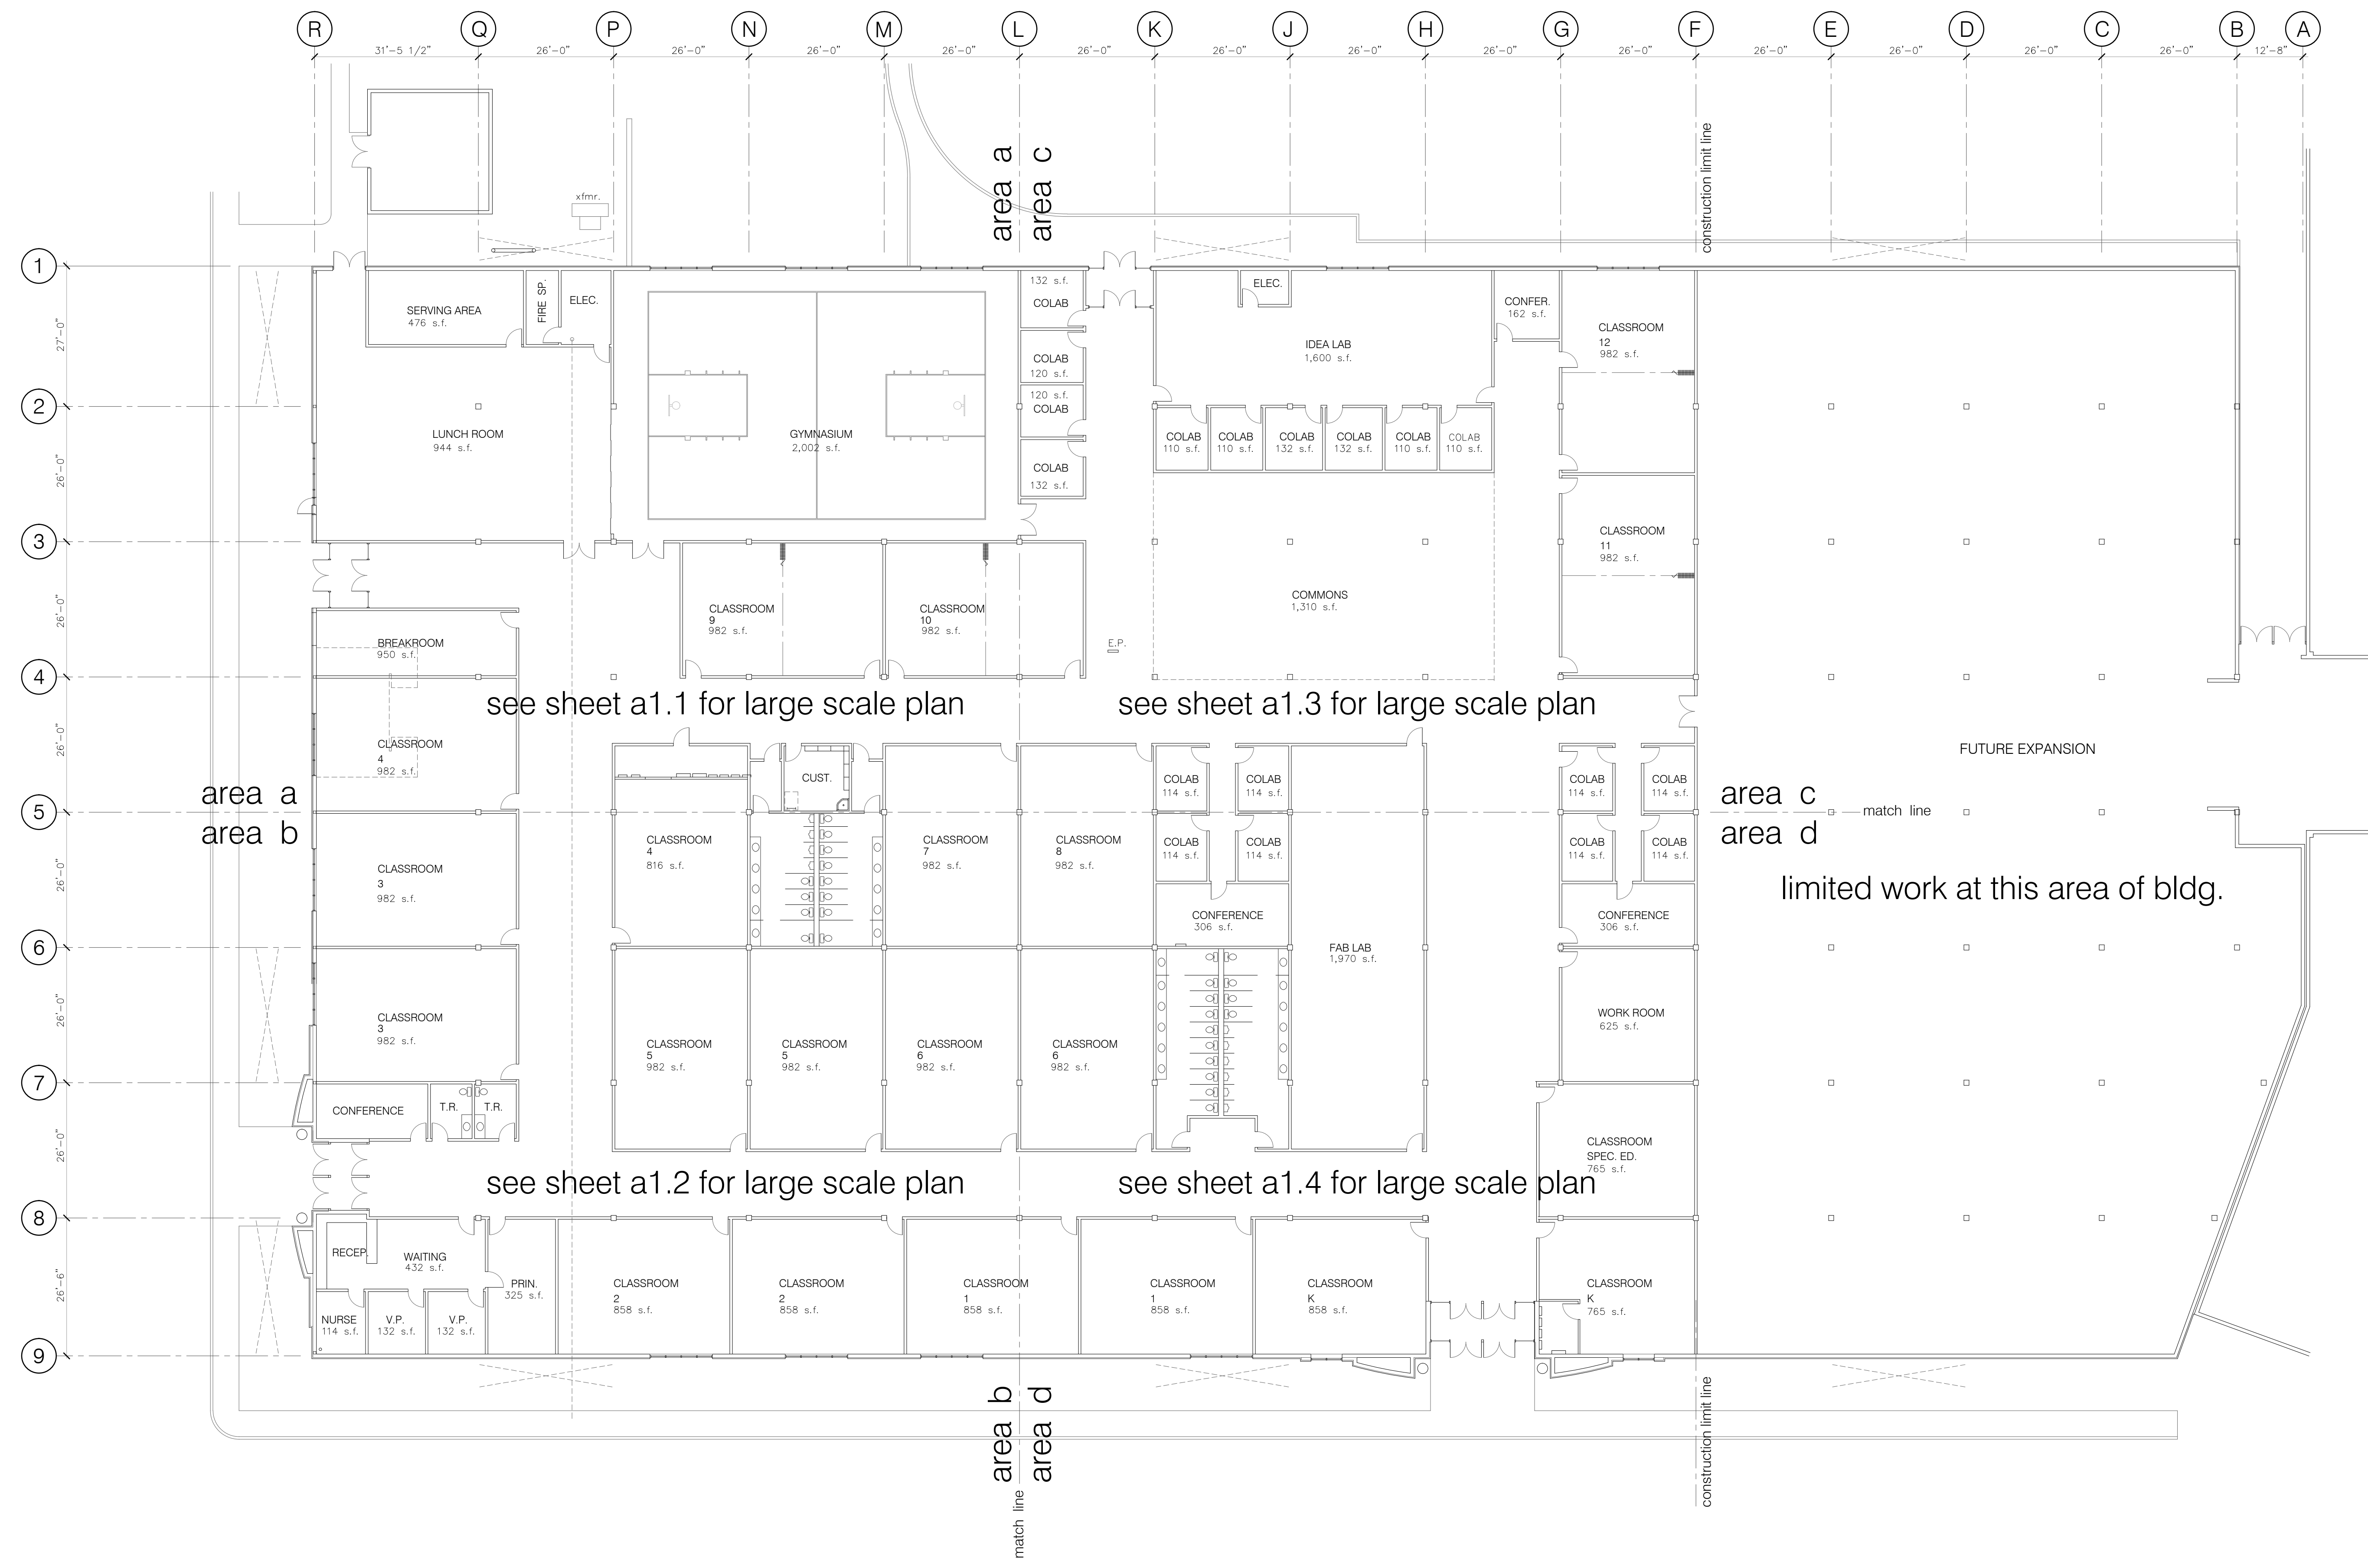 R Q P N M L K J H G F E D C B A
31'-5 1/2" 26'-0" 26'-0" 26'-0" 26'-0" 26'-0" 26'-0" 26'-0" 26'-0" 26'-0" 26'-0" 26'-0" 26'-0" 26'-0" 12'-8"
area a
area c
construction limit line
xfmr.
1
27'-0"
2
26'-0"
3
26'-0"
4
26'-0"
5
26'-0"
6
26'-0"
7
26'-0"
8
26'-6"
9
SERVING AREA
476 s.f.
FIRE SP.
ELEC.
LUNCH ROOM
944 s.f.
GYMNASIUM
2,002 s.f.
132 s.f.
COLAB
COLAB
120 s.f.
120 s.f.
COLAB
COLAB
132 s.f.
ELEC.
IDEA LAB
1,600 s.f.
CONFER.
162 s.f.
CLASSROOM
12
982 s.f.
COLAB
110 s.f.
COLAB
110 s.f.
COLAB
132 s.f.
COLAB
132 s.f.
COLAB
110 s.f.
COLAB
110 s.f.
CLASSROOM
11
982 s.f.
COMMONS
1,310 s.f.
CLASSROOM
9
982 s.f.
CLASSROOM
10
982 s.f.
E.P.
BREAKROOM
950 s.f.
see sheet a1.1 for large scale plan
see sheet a1.3 for large scale plan
CLASSROOM
4
982 s.f.
CUST.
COLAB
114 s.f.
COLAB
114 s.f.
COLAB
114 s.f.
COLAB
114 s.f.
FUTURE EXPANSION
area a
area b
area c
area d
match line
CLASSROOM
3
982 s.f.
CLASSROOM
4
816 s.f.
CLASSROOM
7
982 s.f.
CLASSROOM
8
982 s.f.
COLAB
114 s.f.
COLAB
114 s.f.
COLAB
114 s.f.
COLAB
114 s.f.
limited work at this area of bldg.
CONFERENCE
306 s.f.
CONFERENCE
306 s.f.
FAB LAB
1,970 s.f.
CLASSROOM
3
982 s.f.
CLASSROOM
5
982 s.f.
CLASSROOM
5
982 s.f.
CLASSROOM
6
982 s.f.
CLASSROOM
6
982 s.f.
WORK ROOM
625 s.f.
CONFERENCE
T.R.
T.R.
CLASSROOM
SPEC. ED.
765 s.f.
see sheet a1.2 for large scale plan
see sheet a1.4 for large scale plan
RECEP.
WAITING
432 s.f.
PRIN.
325 s.f.
NURSE
114 s.f.
V.P.
132 s.f.
V.P.
132 s.f.
CLASSROOM
2
858 s.f.
CLASSROOM
2
858 s.f.
CLASSROOM
1
858 s.f.
CLASSROOM
1
858 s.f.
CLASSROOM
K
858 s.f.
CLASSROOM
K
765 s.f.
area b
area d
match line
construction limit line